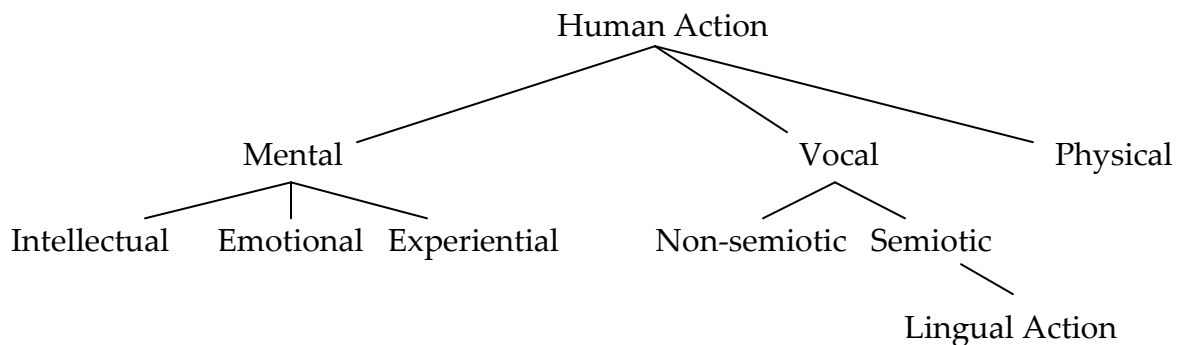 Human Action
Mental Vocal Physical
Intellectual Emotional Experiential Non-semiotic Semiotic
Lingual Action